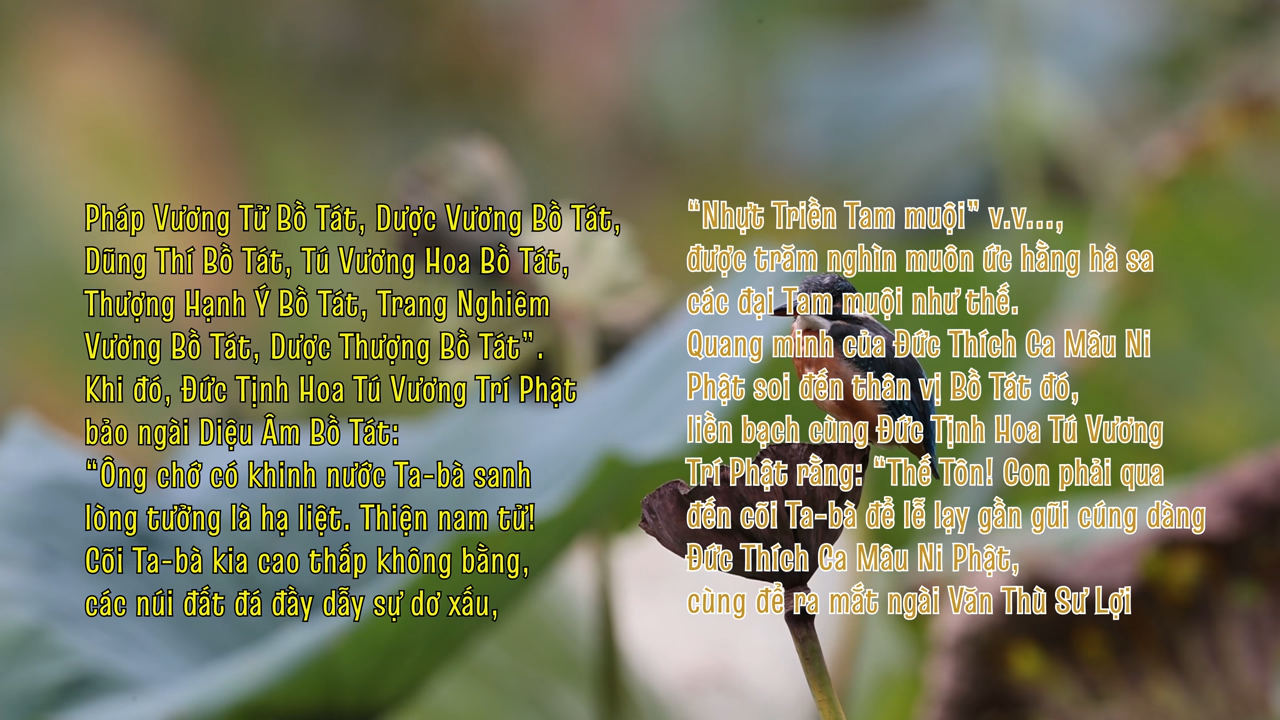 Pháp Vương Tử Bồ Tát, Dược Vương Bồ Tát,
Dũng Thí Bồ Tát, Tú Vương Hoa Bồ Tát,
Thượng Hạnh Ý Bồ Tát, Trang Nghiêm
Vương Bồ Tát, Dược Thượng Bồ Tát”.
Khi đó, Đức Tịnh Hoa Tú Vương Trí Phật
bảo ngài Diệu Âm Bồ Tát:
“Ông chớ có khinh nước Ta-bà sanh
lòng tưởng là hạ liệt. Thiện nam tử!
Cõi Ta-bà kia cao thấp không bằng,
các núi đất đá đầy dẫy sự dơ xấu,
“Nhựt Triền Tam muội” v.v...,
được trăm nghìn muôn ức hằng hà sa
các đại Tam muội như thế.
Quang minh của Đức Thích Ca Mâu Ni
Phật soi đến thân vị Bồ Tát đó,
liền bạch cùng Đức Tịnh Hoa Tú Vương
Trí Phật rằng: “Thế Tôn! Con phải qua
đến cõi Ta-bà để lễ lạy gần gũi cúng dàng
Đức Thích Ca Mâu Ni Phật,
cùng để ra mắt ngài Văn Thù Sư Lợi